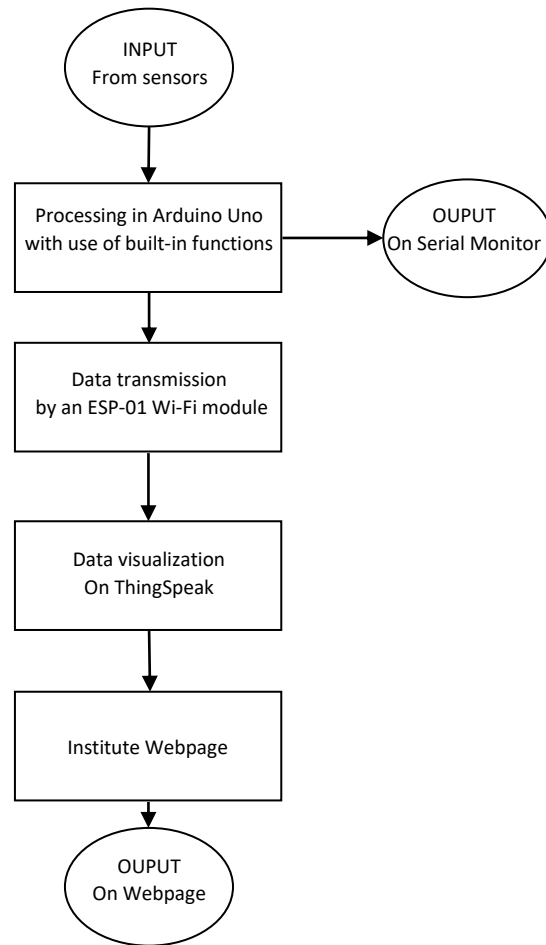 INPUT
From sensors
Processing in Arduino Uno
with use of built-in functions
OUPUT
On Serial Monitor
Data transmission
by an ESP-01 Wi-Fi module
Data visualization
On ThingSpeak
Institute Webpage
OUPUT
On Webpage